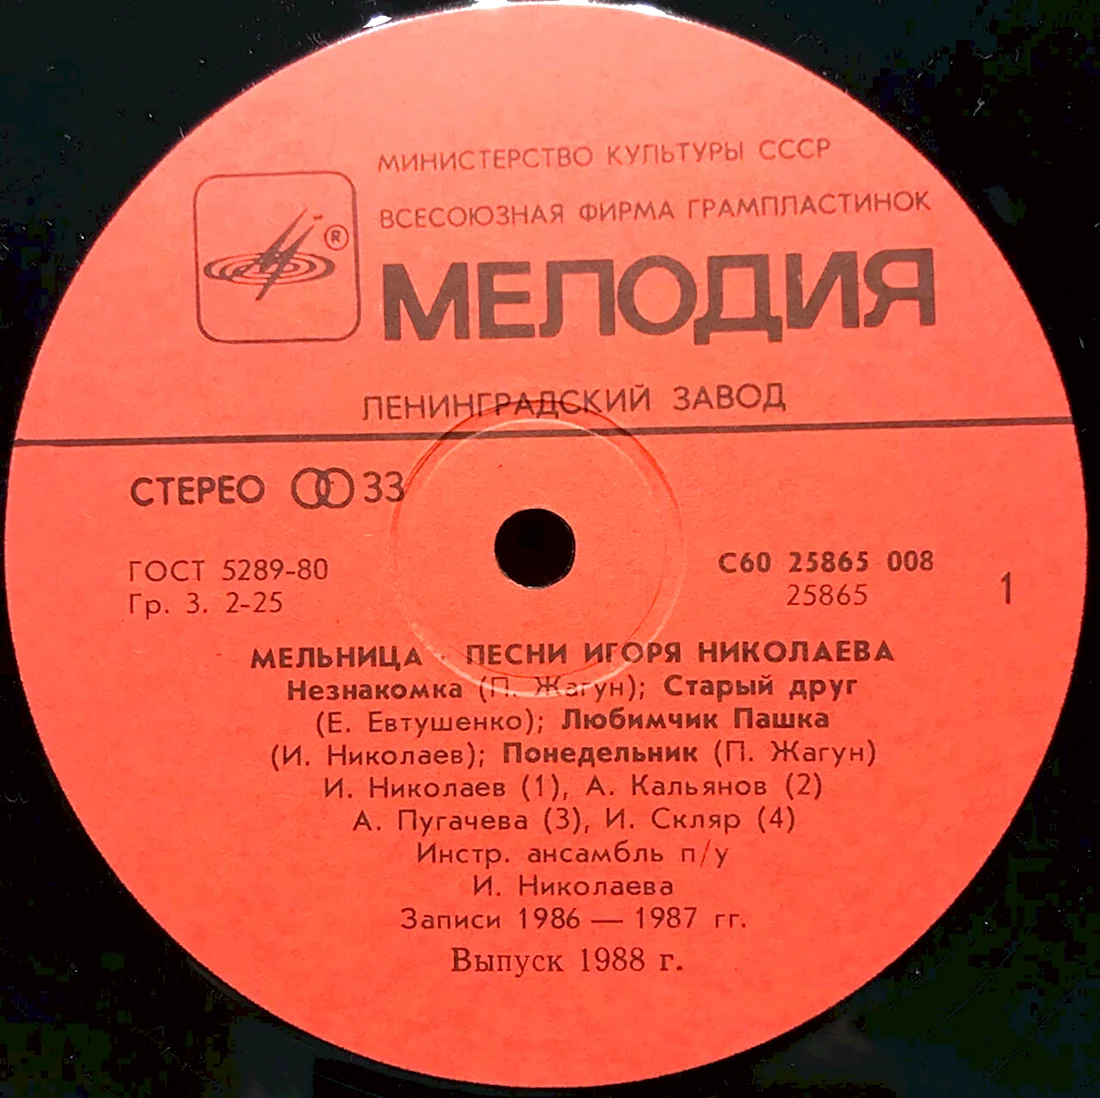 МИНИСТЕРСТВО КУЛЬТУРЫ СССР
ВСЕСОЮЗНАЯ ФИРМА ГРАМПЛАСТИНОК
®
МЕЛОДИЯ
ЛЕНИНГРАДСКИЙ ЗАВОД
СТЕРЕО 33
ГОСТ 5289-80
Гр. 3. 2-25
С60 25865 008
25865
1
МЕЛЬНИЦА · ПЕСНИ ИГОРЯ НИКОЛАЕВА
Незнакомка (П. Жагун); Старый друг
(Е. Евтушенко); Любимчик Пашка
(И. Николаев); Понедельник (П. Жагун)
И. Николаев (1), А. Кальянов (2)
А. Пугачева (3), И. Скляр (4)
Инстр. ансамбль п/у
И. Николаева
Записи 1986 — 1987 гг.
Выпуск 1988 г.